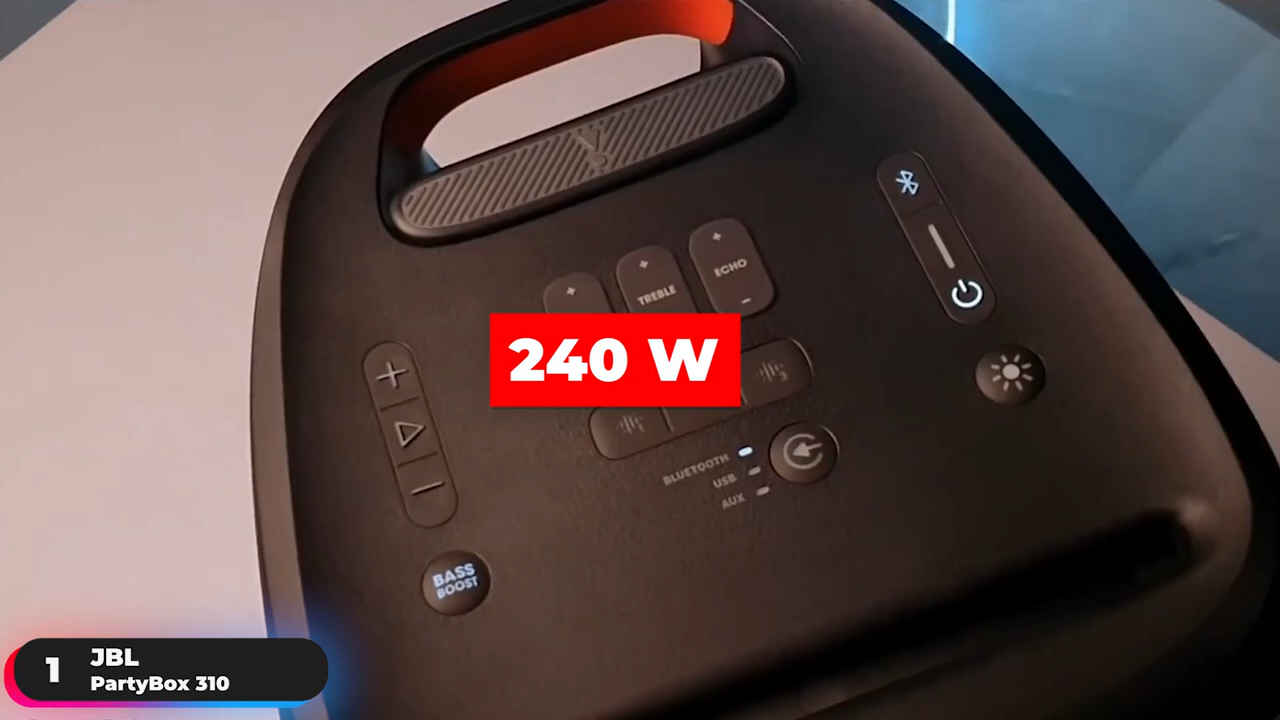 ECHO
TREBLE
240 W
BLUETOOTH
USB
AUX
BASS
BOOST
1
JBL
PartyBox 310